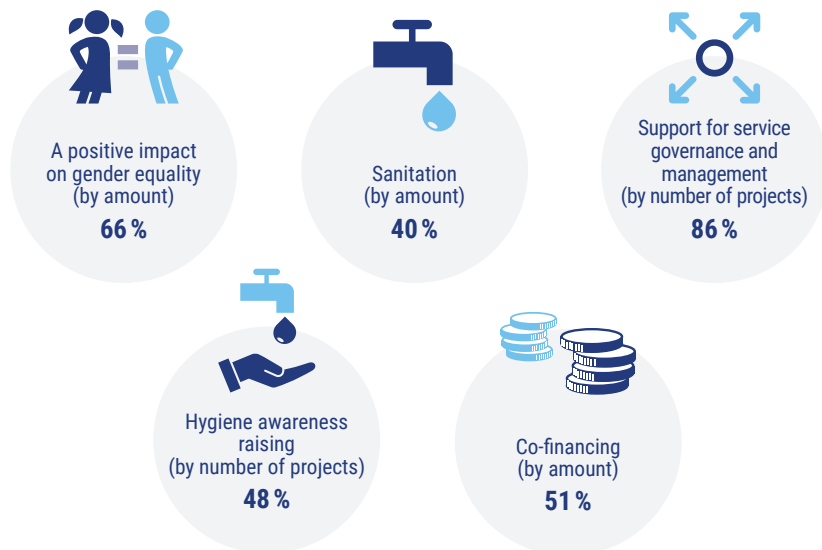 A positive impact
on gender equality
(by amount)
66 %
Sanitation
(by amount)
40 %
Support for service
governance and
management
(by number of projects)
86 %
Hygiene awareness
raising
(by number of projects)
48 %
Co-financing
(by amount)
51 %